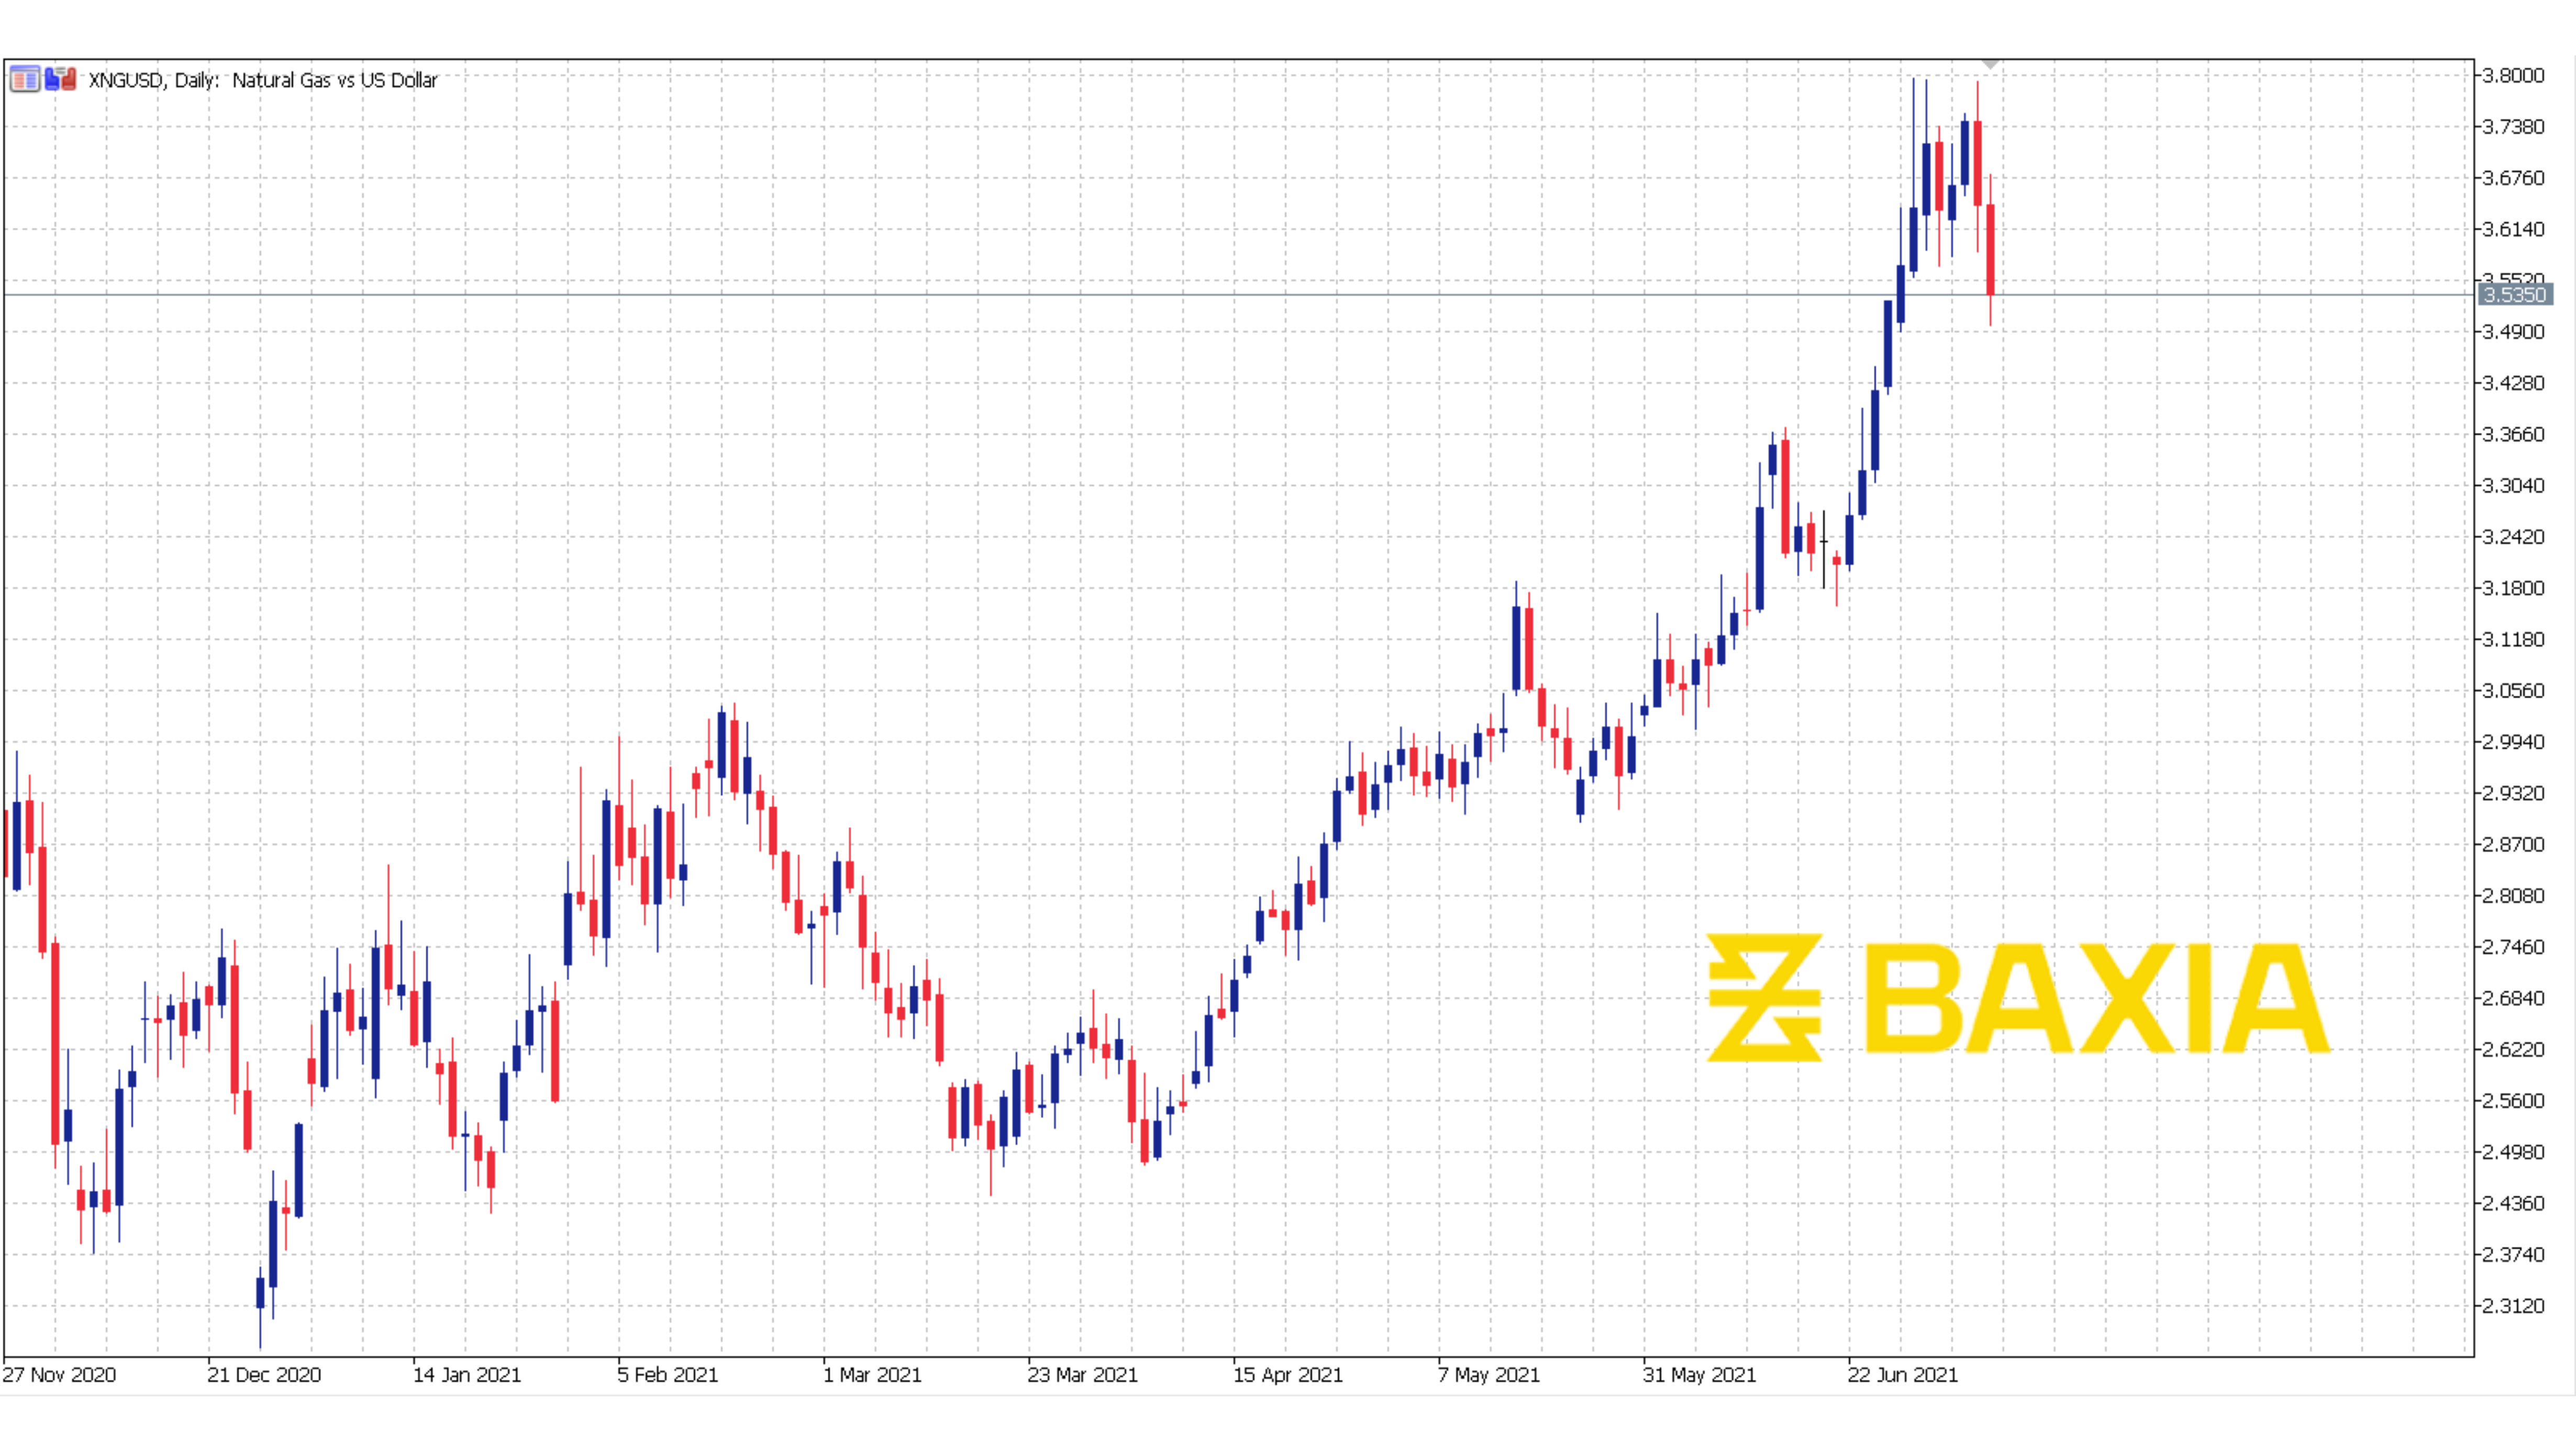 XNGUSD, Daily: Natural Gas vs US Dollar
3.8000
3.7380
3.6760
3.6140
3.5520
3.5350
3.4900
3.4280
3.3660
3.3040
3.2420
3.1800
3.1180
3.0560
2.9940
2.9320
2.8700
2.8080
2.7460
2.6840
2.6220
2.5600
2.4980
2.4360
2.3740
2.3120
BAXIA
27 Nov 2020
21 Dec 2020
14 Jan 2021
5 Feb 2021
1 Mar 2021
23 Mar 2021
15 Apr 2021
7 May 2021
31 May 2021
22 Jun 2021